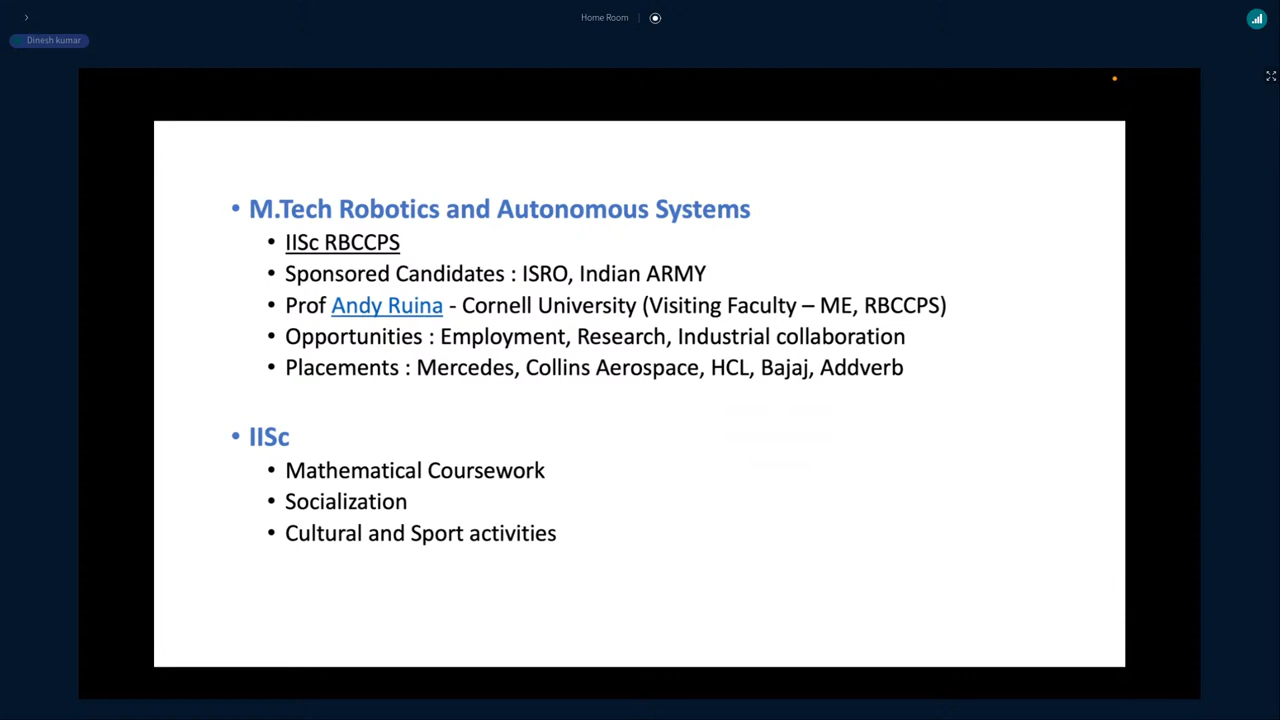 Home Room
Dinesh kumar
• M.Tech Robotics and Autonomous Systems
• IISc RBCCPS
• Sponsored Candidates : ISRO, Indian ARMY
• Prof Andy Ruina - Cornell University (Visiting Faculty – ME, RBCCPS)
• Opportunities : Employment, Research, Industrial collaboration
• Placements : Mercedes, Collins Aerospace, HCL, Bajaj, Addverb
• IISc
• Mathematical Coursework
• Socialization
• Cultural and Sport activities